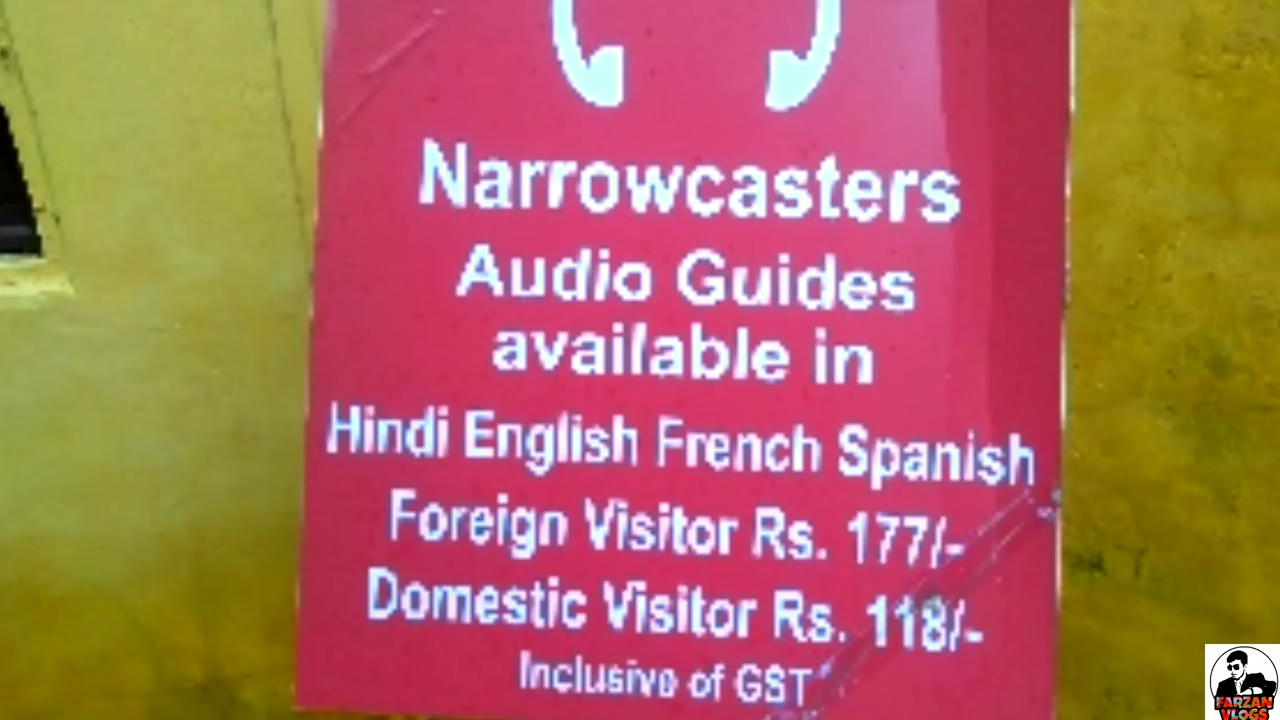 Narrowcasters
Audio Guides
available in
Hindi English French Spanish
Foreign Visitor Rs. 177/-
Domestic Visitor Rs. 118/-
Inclusive of GST
FARZAN
VLOGS